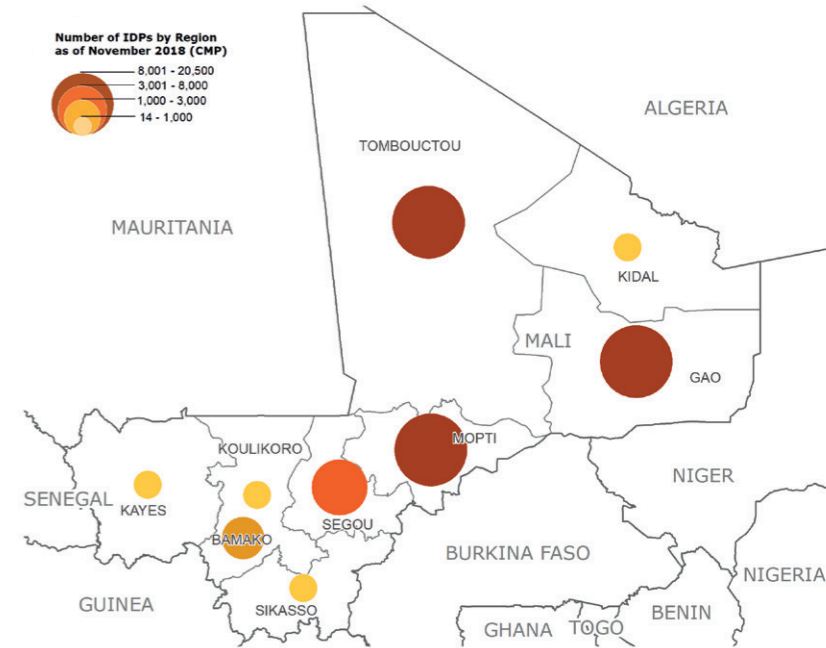 Number of IDPs by Region
as of November 2018 (CMP)
8,001 - 20,500
3,001 - 8,000
1,000 - 3,000
14 - 1,000
ALGERIA
TOMBOUCTOU
MAURITANIA
KIDAL
MALI
GAO
MOPTI
KOULIKORO
NIGER
SENEGAL
KAYES
SEGOU
BAMAKO
BURKINA FASO
NIGERIA
GUINEA
SIKASSO
BENIN
GHANA
TOGO